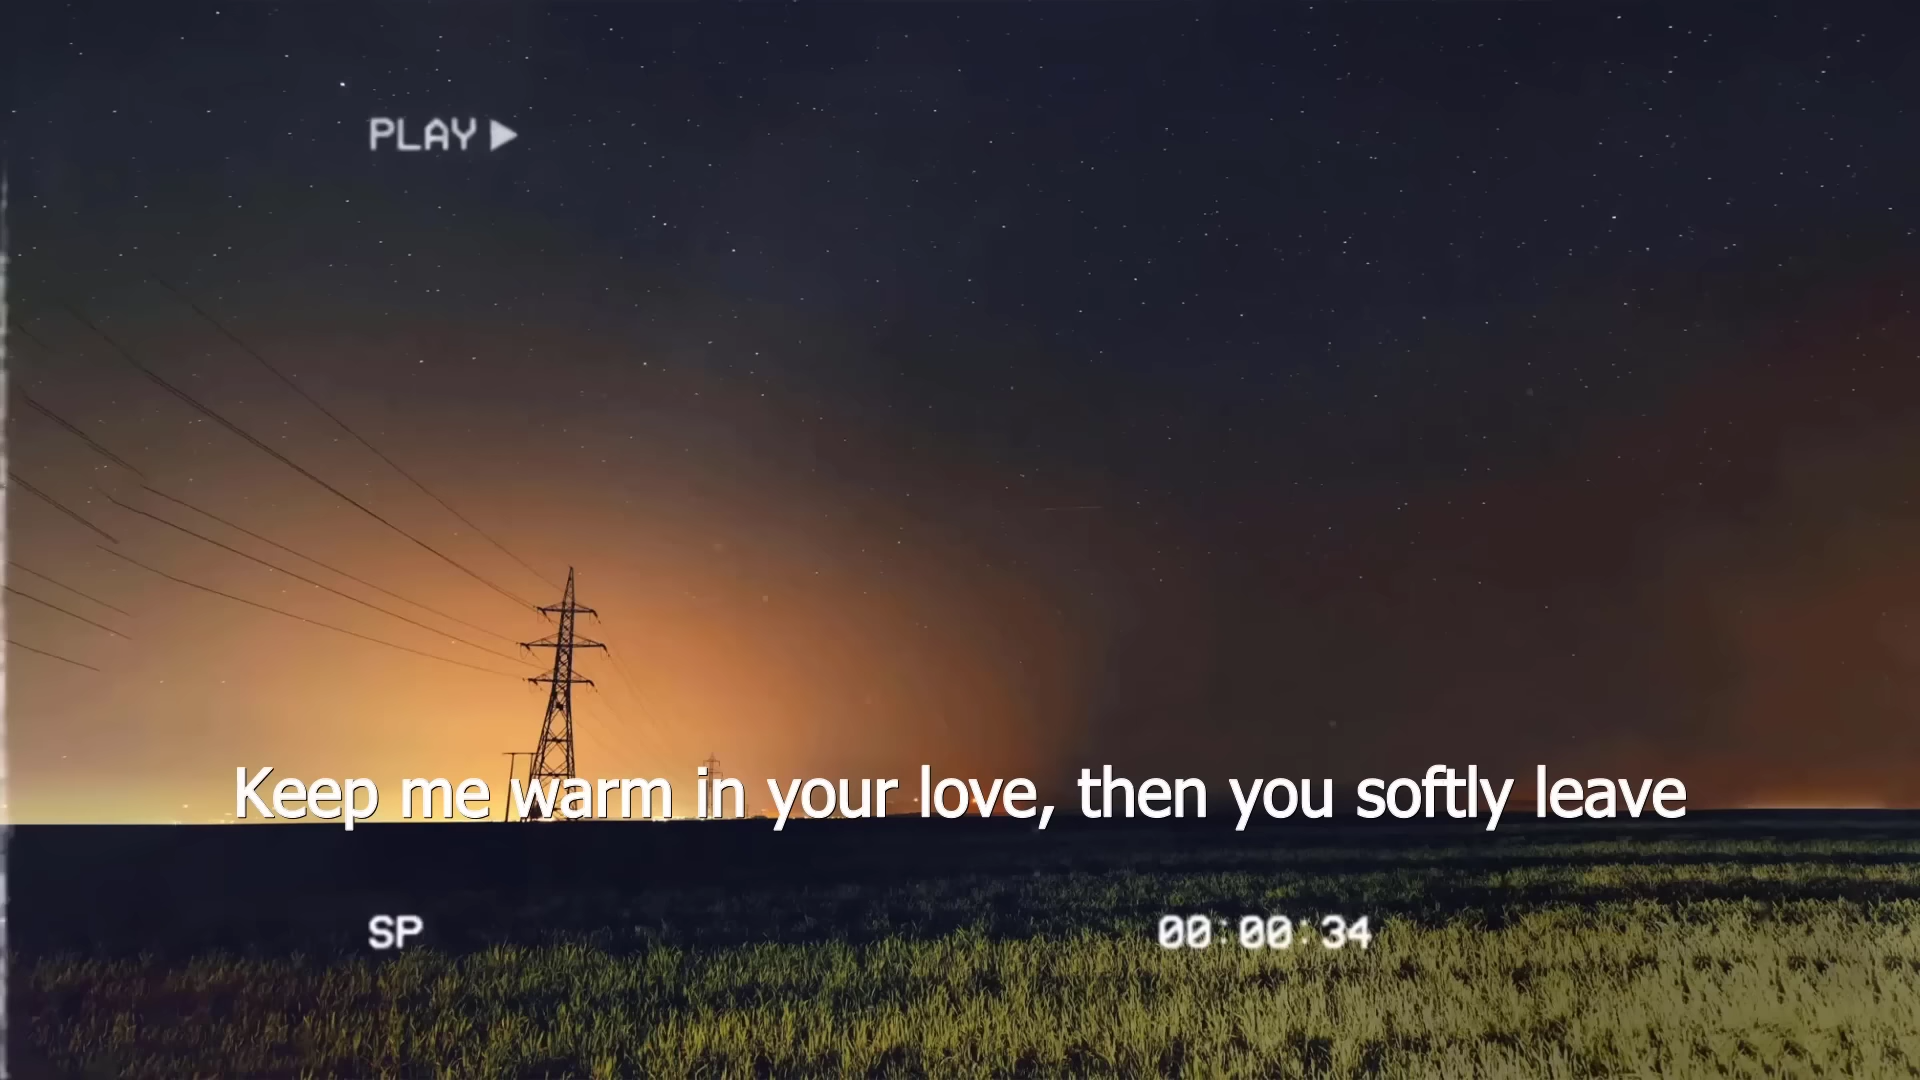 PLAY ▶
Keep me warm in your love, then you softly leave
SP 00:00:34